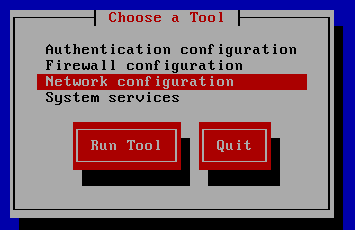 Choose a Tool
Authentication configuration
Firewall configuration
Network configuration
System services
Run Tool Quit